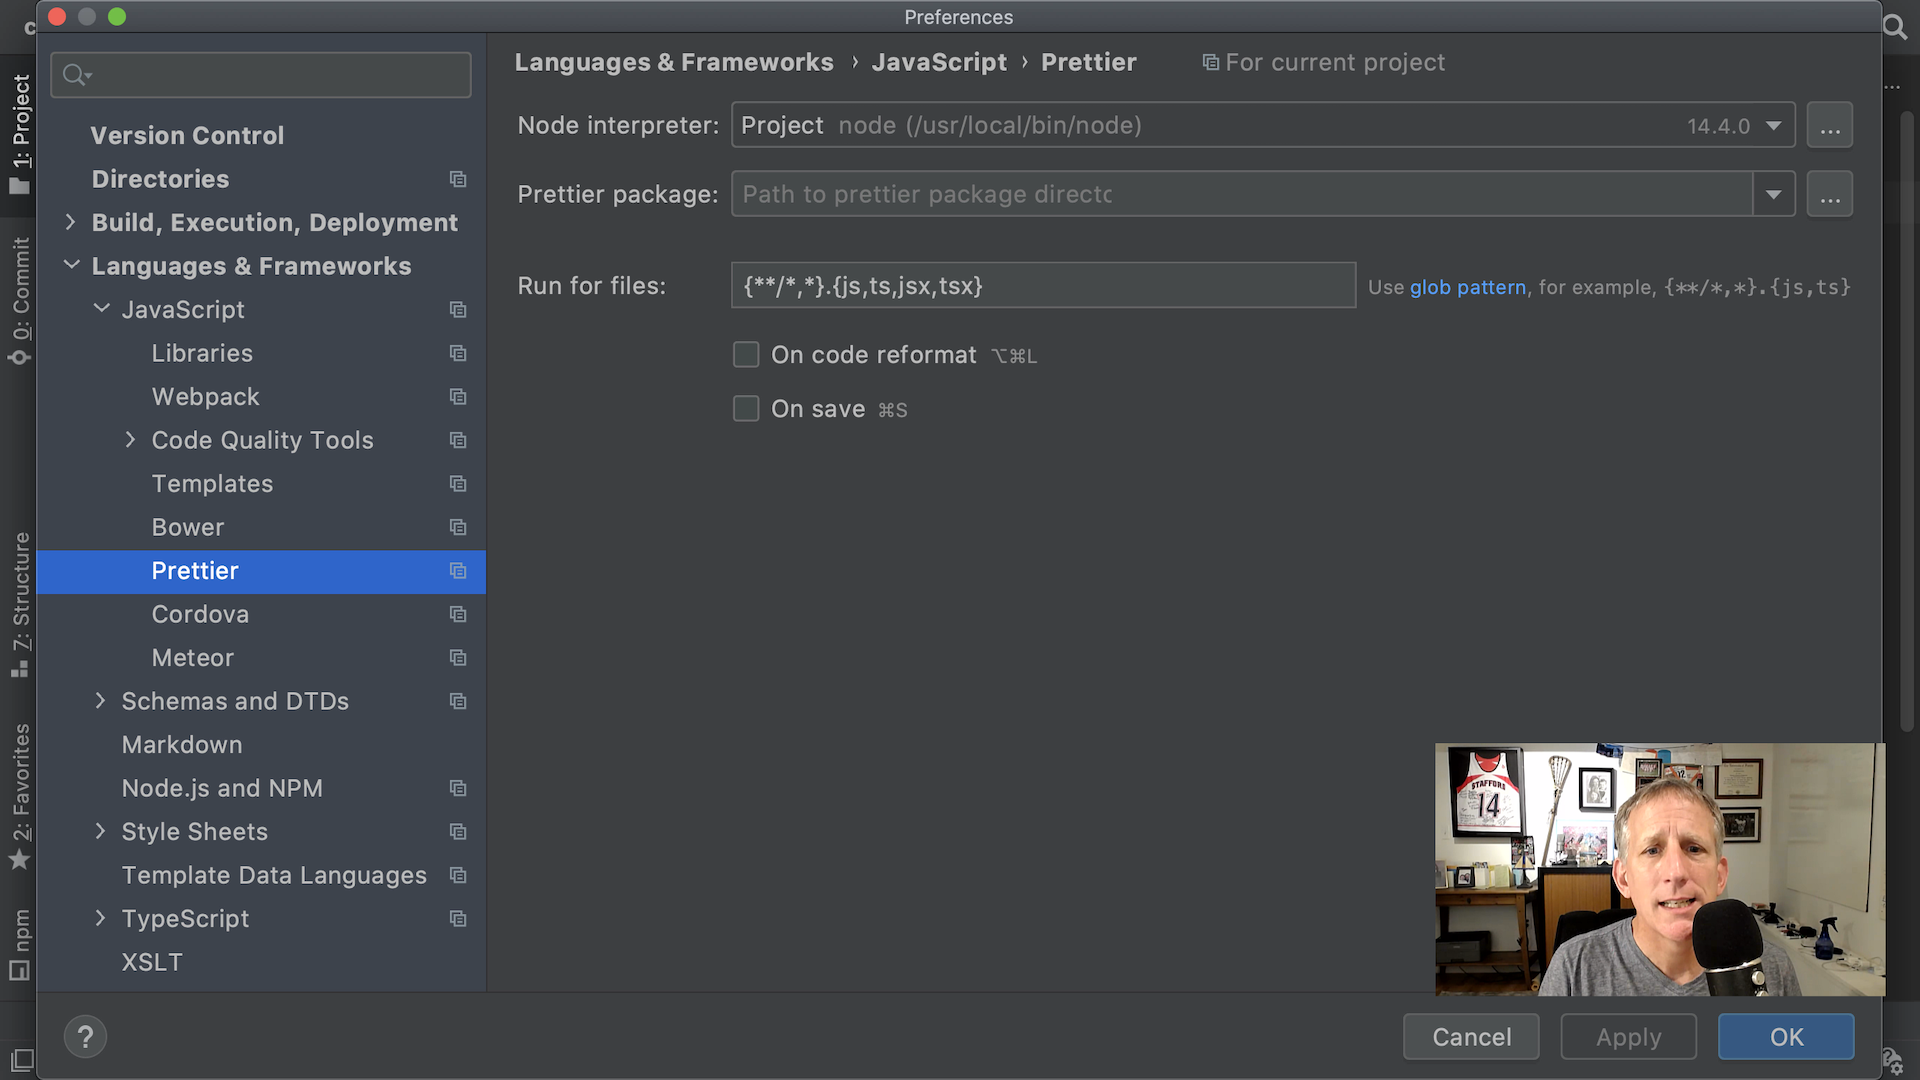 Preferences
1: Project
0: Commit
7: Structure
2: Favorites
npm
Version Control
Directories
Build, Execution, Deployment
Languages & Frameworks
JavaScript
Libraries
Webpack
Code Quality Tools
Templates
Bower
Prettier
Cordova
Meteor
Schemas and DTDs
Markdown
Node.js and NPM
Style Sheets
Template Data Languages
TypeScript
XSLT
Languages & Frameworks › JavaScript › Prettier For current project
Node interpreter: Project node (/usr/local/bin/node) 14.4.0 ...
Prettier package: Path to prettier package directo ...
Run for files: {**/*,*}.{js,ts,jsx,tsx} Use glob pattern, for example, {**/*,*}.{js,ts}
On code reformat ⌥⌘L
On save ⌘S
STAFFORD
14
? Cancel Apply OK